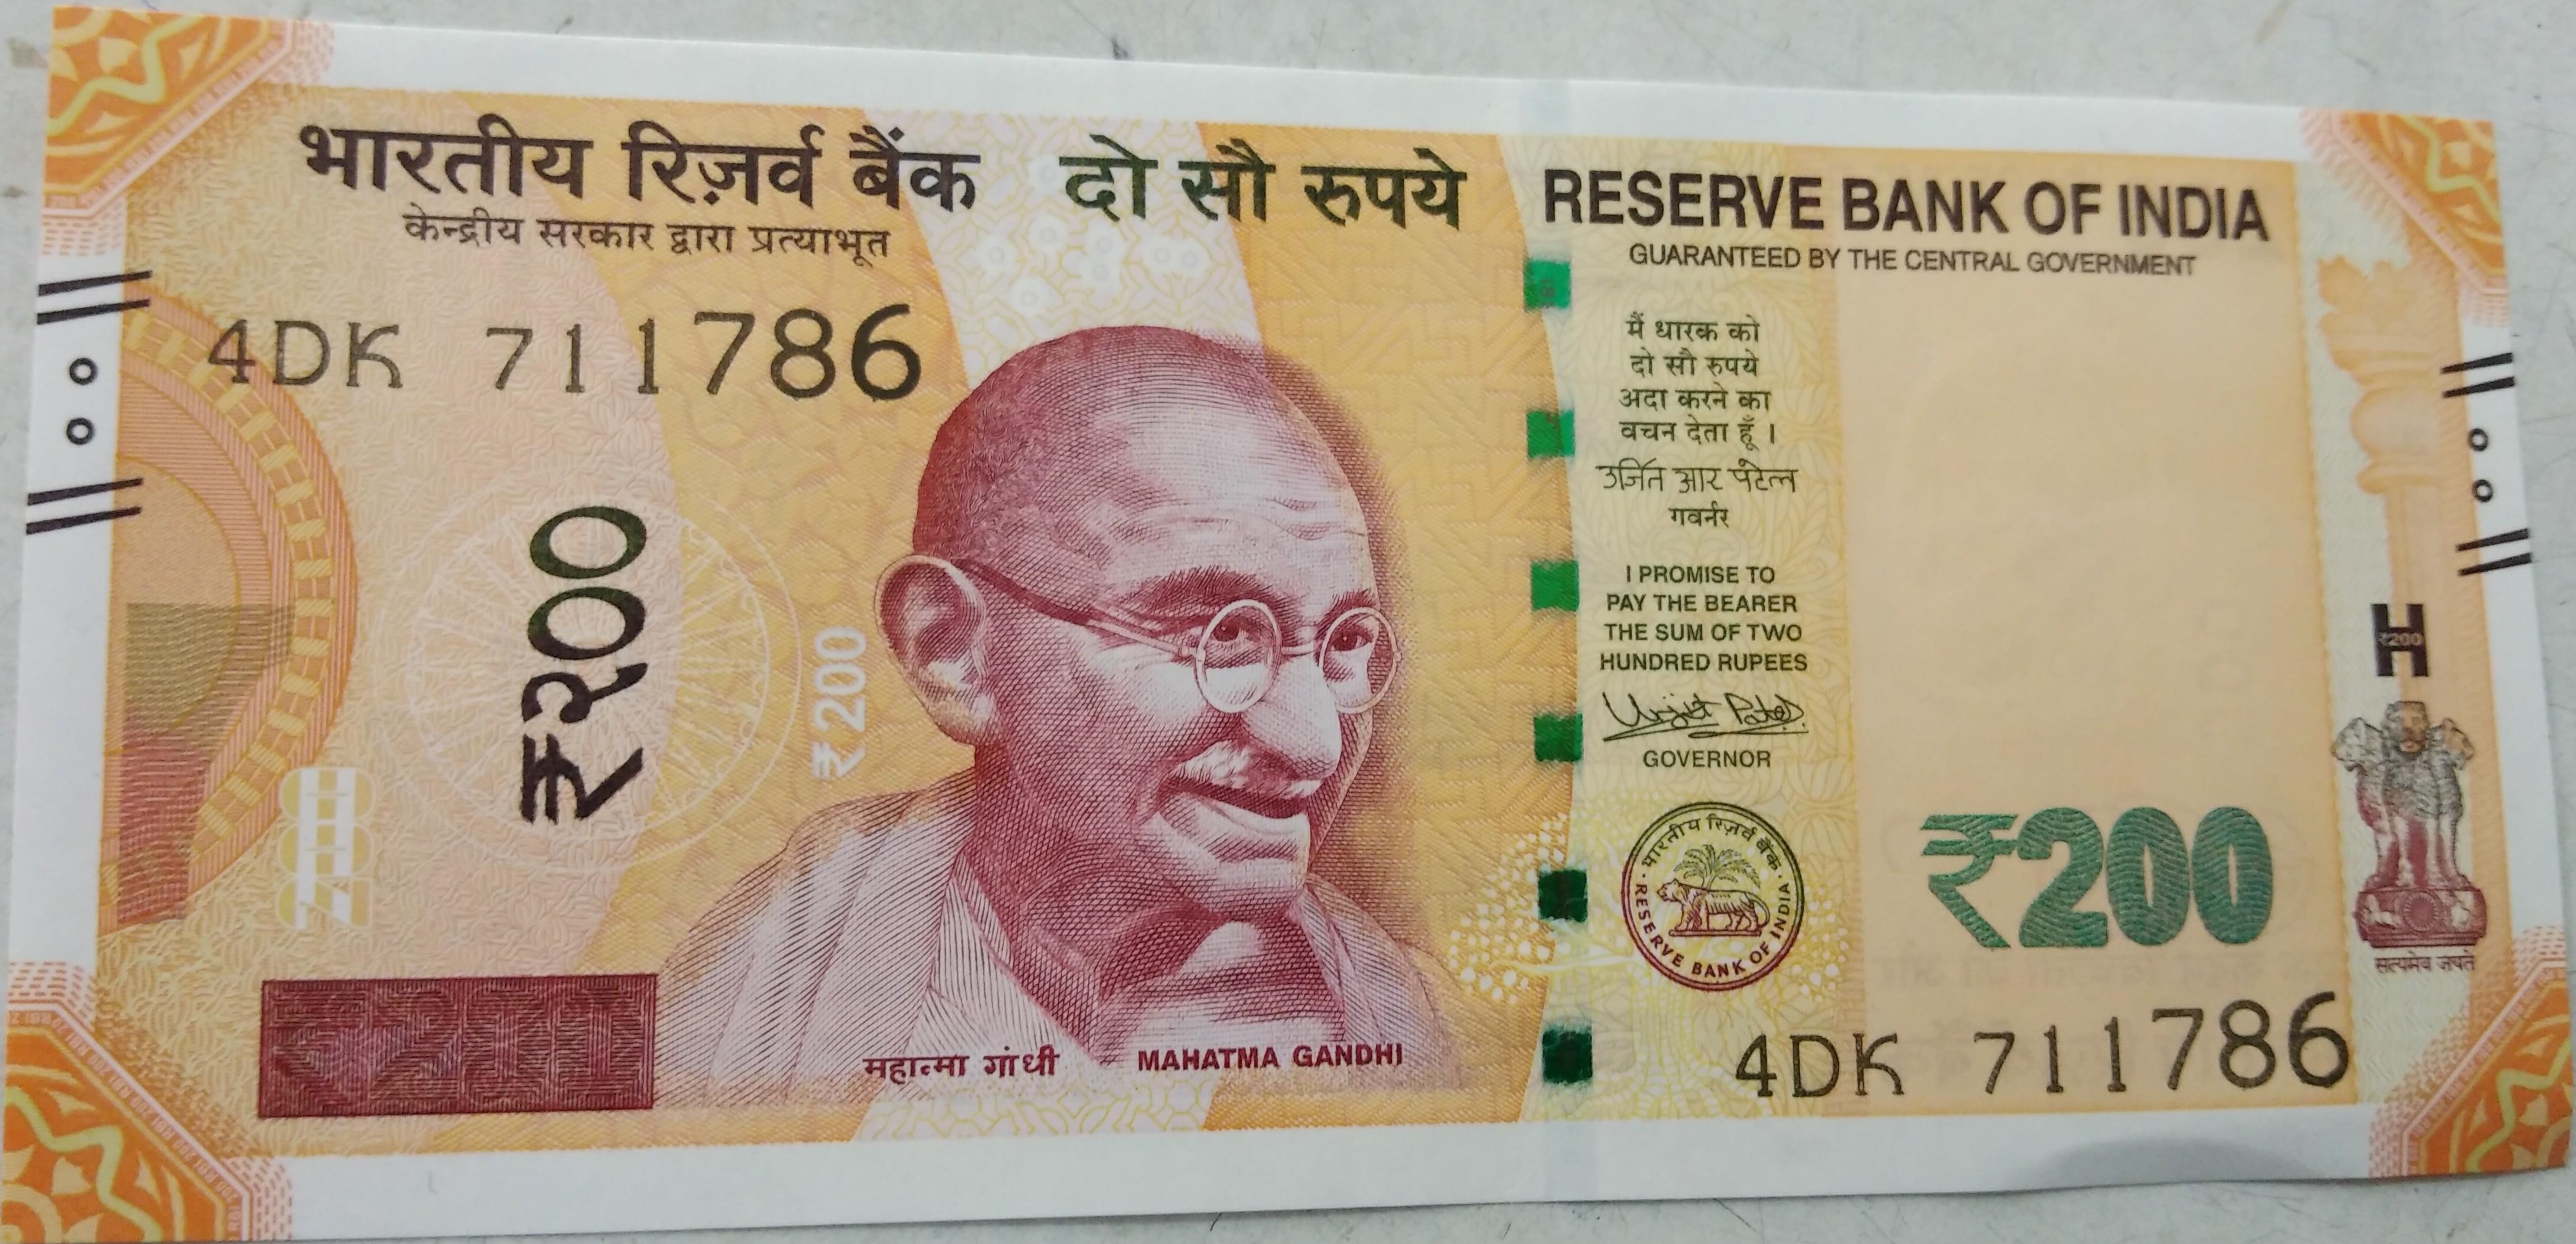 भारतीय रिज़र्व बैंक
केन्द्रीय सरकार द्वारा प्रत्याभूत
दो सौ रुपये
RESERVE BANK OF INDIA
GUARANTEED BY THE CENTRAL GOVERNMENT
4DK 711786
₹२००
₹200
मैं धारक को
दो सौ रुपये
अदा करने का
वचन देता हूँ ।
उर्जित आर पटेल
गवर्नर
I PROMISE TO
PAY THE BEARER
THE SUM OF TWO
HUNDRED RUPEES
Urjit Patel
GOVERNOR
भारतीय रिज़र्व बैंक
RESERVE BANK OF INDIA
₹200
H
₹200
सत्यमेव जयते
महात्मा गांधी
MAHATMA GANDHI
4DK 711786